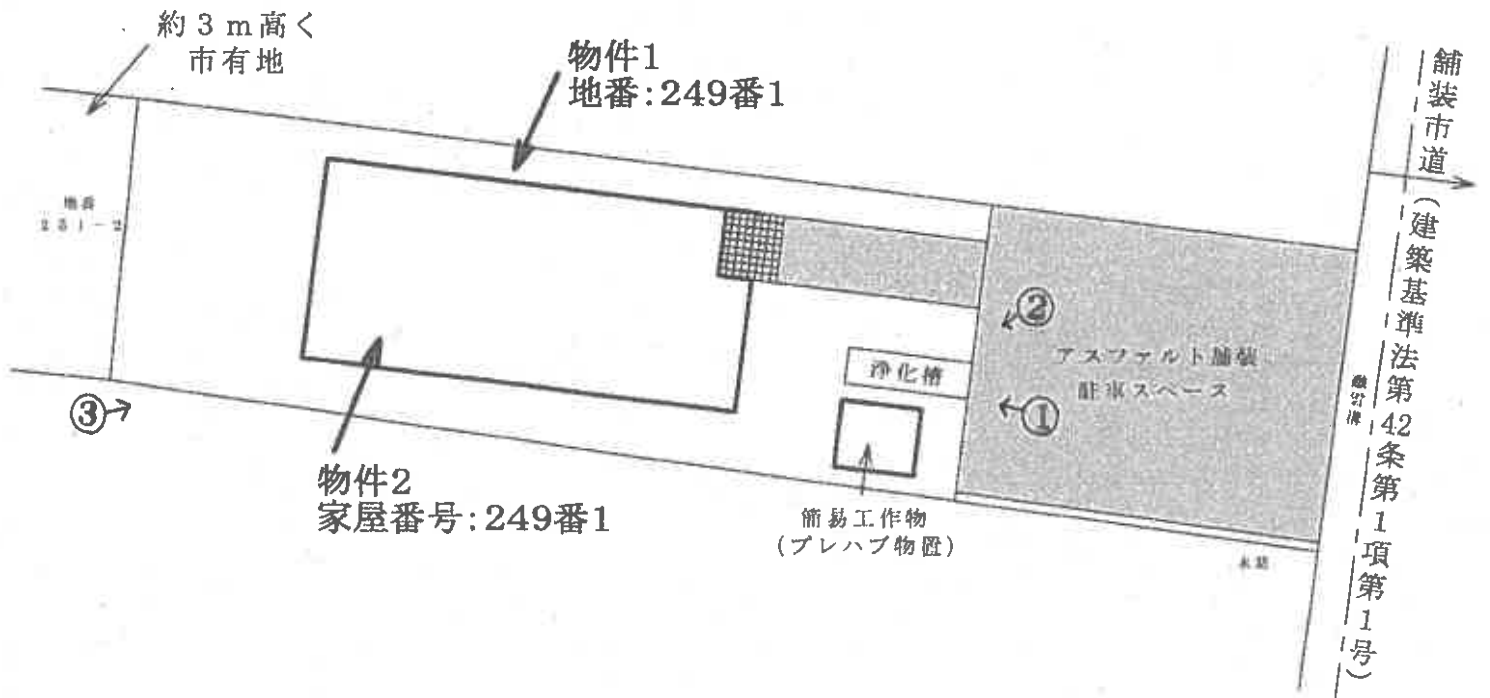 約3m高く
市有地
物件1
地番:249番1
舗装市道(建築基準法第42条第1項第1号)
地番
251-2
②
アスファルト舗装
駐車スペース
浄化槽
①
③
物件2
家屋番号:249番1
簡易工作物
(プレハブ物置)